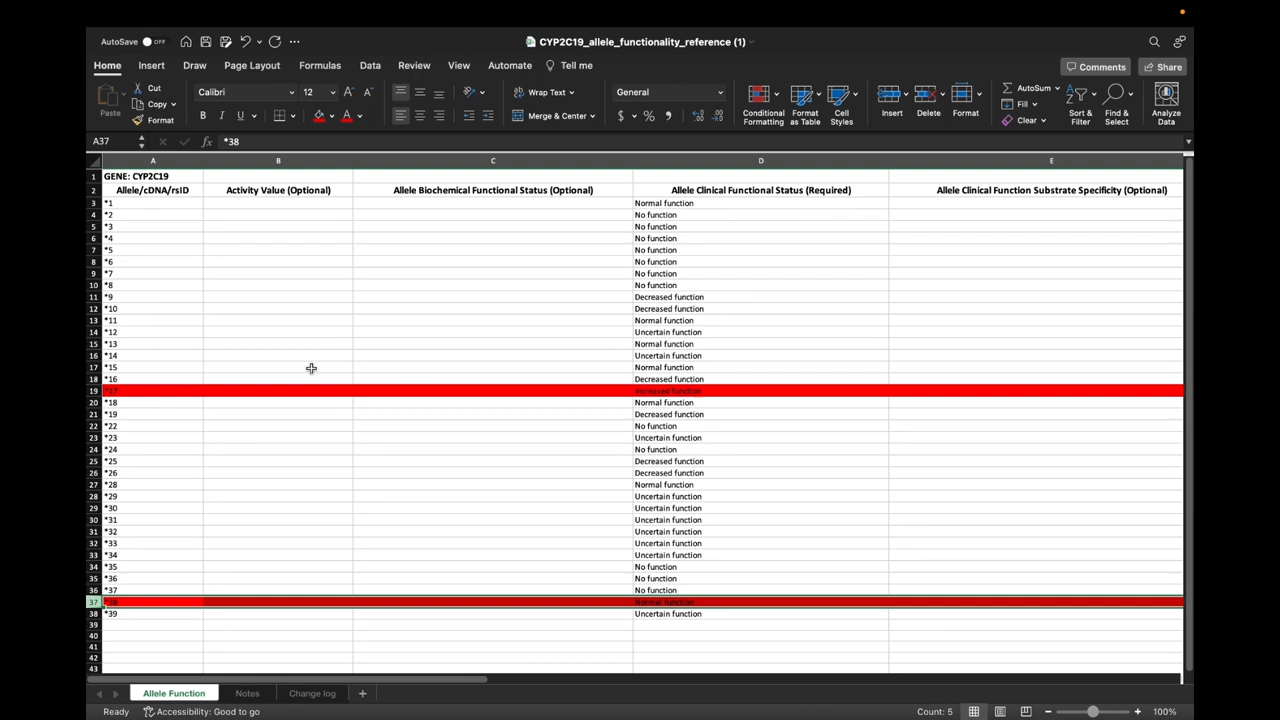 AutoSave OFF CYP2C19_allele_functionality_reference (1)
Home Insert Draw Page Layout Formulas Data Review View Automate Tell me Comments Share
Paste Cut Copy Format Calibri 12 Wrap Text Merge & Center General Conditional Formatting Format as Table Cell Styles Insert Delete Format AutoSum Fill Clear Sort & Filter Find & Select Analyze Data
A37 fx *38
A B C D E
1 GENE: CYP2C19
2 Allele/cDNA/rsID Activity Value (Optional) Allele Biochemical Functional Status (Optional) Allele Clinical Functional Status (Required) Allele Clinical Function Substrate Specificity (Optional)
3 *1 Normal function
4 *2 No function
5 *3 No function
6 *4 No function
7 *5 No function
8 *6 No function
9 *7 No function
10 *8 No function
11 *9 Decreased function
12 *10 Decreased function
13 *11 Normal function
14 *12 Uncertain function
15 *13 Normal function
16 *14 Uncertain function
17 *15 Normal function
18 *16 Decreased function
19 *17 Increased function
20 *18 Normal function
21 *19 Decreased function
22 *22 No function
23 *23 Uncertain function
24 *24 No function
25 *25 Decreased function
26 *26 Decreased function
27 *28 Normal function
28 *29 Uncertain function
29 *30 Uncertain function
30 *31 Uncertain function
31 *32 Uncertain function
32 *33 Uncertain function
33 *34 Uncertain function
34 *35 No function
35 *36 No function
36 *37 No function
37 *38 Normal function
38 *39 Uncertain function
39
40
41
42
43
Allele Function Notes Change log +
Ready Accessibility: Good to go Count: 5 100%